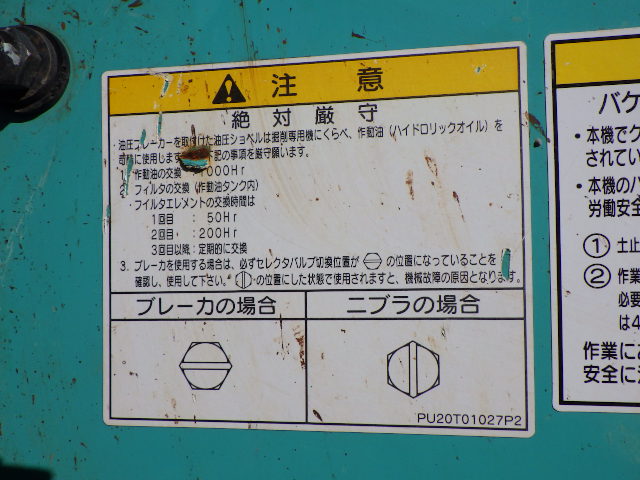 注意
絶対厳守
・油圧ブレーカーを取付けた油圧ショベルは掘削専用機にくらべ、作動油(ハイドロリックオイル)を
に使用しま 下記の事項を厳守願います。
1. 作動油の交換 000Hr
2. フィルタの交換(作動油タンク内)
・フィルタエレメントの交換時間は
1回目 : 50Hr
2回目 : 200Hr
3回目以降: 定期的に交換
3. ブレーカを使用する場合は、必ずセレクタバルブ切換位置が の位置になっていることを
確認し、使用して下さい。 の位置にした状態で使用されますと、機械故障の原因となります。
ブレーカの場合
ニブラの場合
PU20T01027P2
バケ
・本機でク
されてい
・本機のバ
労働安全
① 土止
② 作業
必要
は4
作業にこ
安全に